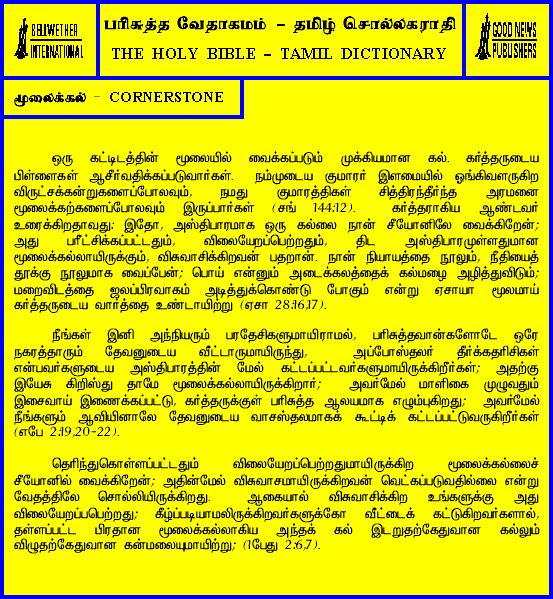 BELLWETHER
INTERNATIONAL
பரிசுத்த வேதாகமம் - தமிழ் சொல்லகராதி
THE HOLY BIBLE - TAMIL DICTIONARY
GOOD NEWS
PUBLISHERS
மூலைக்கல் - CORNERSTONE
ஒரு கட்டிடத்தின் மூலையில் வைக்கப்படும் முக்கியமான கல். கர்த்தருடைய
பிள்ளைகள் ஆசீர்வதிக்கப்படுவார்கள். நம்முடைய குமாரர் இளமையில் ஓங்கிவளருகிற
விருட்சக்கன்றுகளைப்போலவும், நமது குமாரத்திகள் சித்திரந்தீர்ந்த அரமனை
மூலைக்கற்களைப்போலவும் இருப்பார்கள் (சங் 144:12). கர்த்தராகிய ஆண்டவர்
உரைக்கிறதாவது: இதோ, அஸ்திபாரமாக ஒரு கல்லை நான் சீயோனிலே வைக்கிறேன்;
அது பரீட்சிக்கப்பட்டதும், விலையேறப்பெற்றதும், திட அஸ்திபாரமுள்ளதுமான
மூலைக்கல்லாயிருக்கும், விசுவாசிக்கிறவன் பதறான். நான் நியாயத்தை நூலும், நீதியைத்
தூக்கு நூலுமாக வைப்பேன்; பொய் என்னும் அடைக்கலத்தைக் கல்மழை அழித்துவிடும்;
மறைவிடத்தை ஜலப்பிரவாகம் அடித்துக்கொண்டு போகும் என்று ஏசாயா மூலமாய்
கர்த்தருடைய வார்த்தை உண்டாயிற்று (ஏசா 28:16,17).
நீங்கள் இனி அந்நியரும் பரதேசிகளுமாயிராமல், பரிசுத்தவான்களோடே ஒரே
நகரத்தாரும் தேவனுடைய வீட்டாருமாயிருந்து, அப்போஸ்தலர் தீர்க்கதரிசிகள்
என்பவர்களுடைய அஸ்திபாரத்தின் மேல் கட்டப்பட்டவர்களுமாயிருக்கிறீர்கள்; அதற்கு
இயேசு கிறிஸ்து தாமே மூலைக்கல்லாயிருக்கிறார்; அவர்மேல் மாளிகை முழுவதும்
இசைவாய் இணைக்கப்பட்டு, கர்த்தருக்குள் பரிசுத்த ஆலயமாக எழும்புகிறது; அவர்மேல்
நீங்களும் ஆவியினாலே தேவனுடைய வாசஸ்தலமாகக் கூட்டிக் கட்டப்பட்டுவருகிறீர்கள்
(எபே 2:19,20-22).
தெரிந்துகொள்ளப்பட்டதும் விலையேறப்பெற்றதுமாயிருக்கிற மூலைக்கல்லைச்
சீயோனில் வைக்கிறேன்; அதின்மேல் விசுவாசமாயிருக்கிறவன் வெட்கப்படுவதில்லை என்று
வேதத்திலே சொல்லியிருக்கிறது. ஆகையால் விசுவாசிக்கிற உங்களுக்கு அது
விலையேறப்பெற்றது; கீழ்ப்படியாமலிருக்கிறவர்களுக்கோ வீட்டைக் கட்டுகிறவர்களால்,
தள்ளப்பட்ட பிரதான மூலைக்கல்லாகிய அந்தக் கல் இடறுதற்கேதுவான கல்லும்
விழுதற்கேதுவான கன்மலையுமாயிற்று; (1பேது 2:6,7).